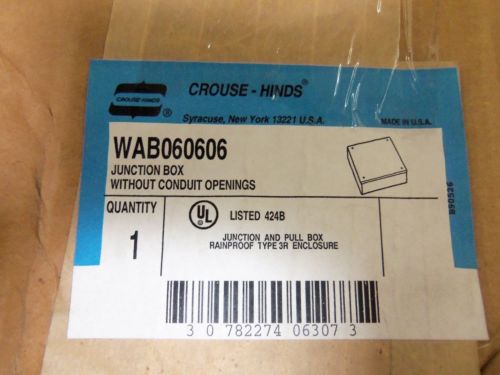 CROUSE-HINDS
®
CROUSE - HINDS®
Syracuse, New York 13221 U.S.A.
MADE IN U.S.A.
WAB060606
JUNCTION BOX
WITHOUT CONDUIT OPENINGS
B90526
QUANTITY
1
UL
LISTED 424B
JUNCTION AND PULL BOX
RAINPROOF TYPE 3R ENCLOSURE
3 0 782274 06307 3